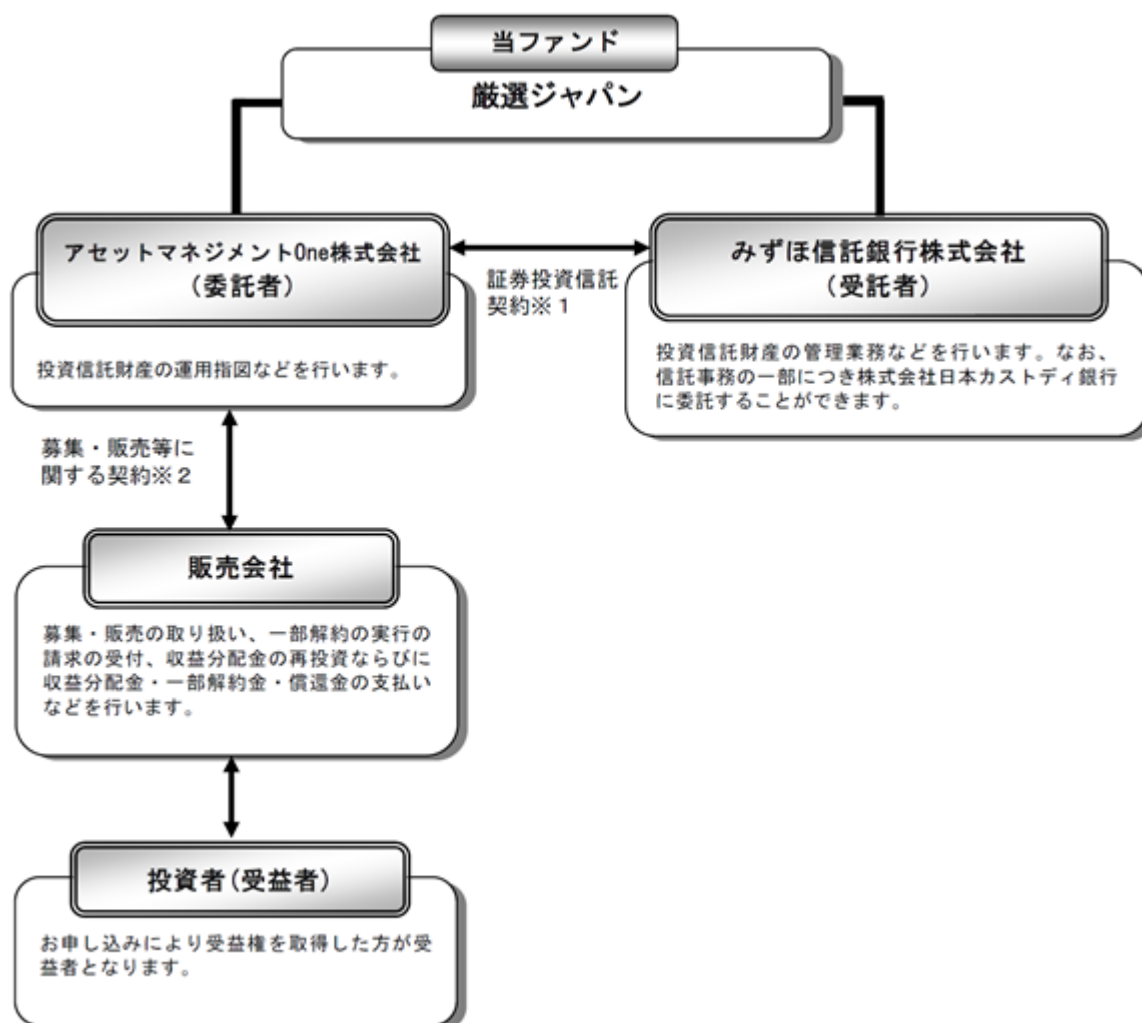 当ファンド
厳選ジャパン
アセットマネジメントOne株式会社
（委託者）
投資信託財産の運用指図などを行います。
証券投資信託
契約※１
みずほ信託銀行株式会社
（受託者）
投資信託財産の管理業務などを行います。なお、
信託事務の一部につき株式会社日本カストディ銀行
に委託することができます。
募集・販売等に
関する契約※２
販売会社
募集・販売の取り扱い、一部解約の実行の
請求の受付、収益分配金の再投資ならびに
収益分配金・一部解約金・償還金の支払い
などを行います。
投資者(受益者)
お申し込みにより受益権を取得した方が受
益者となります。